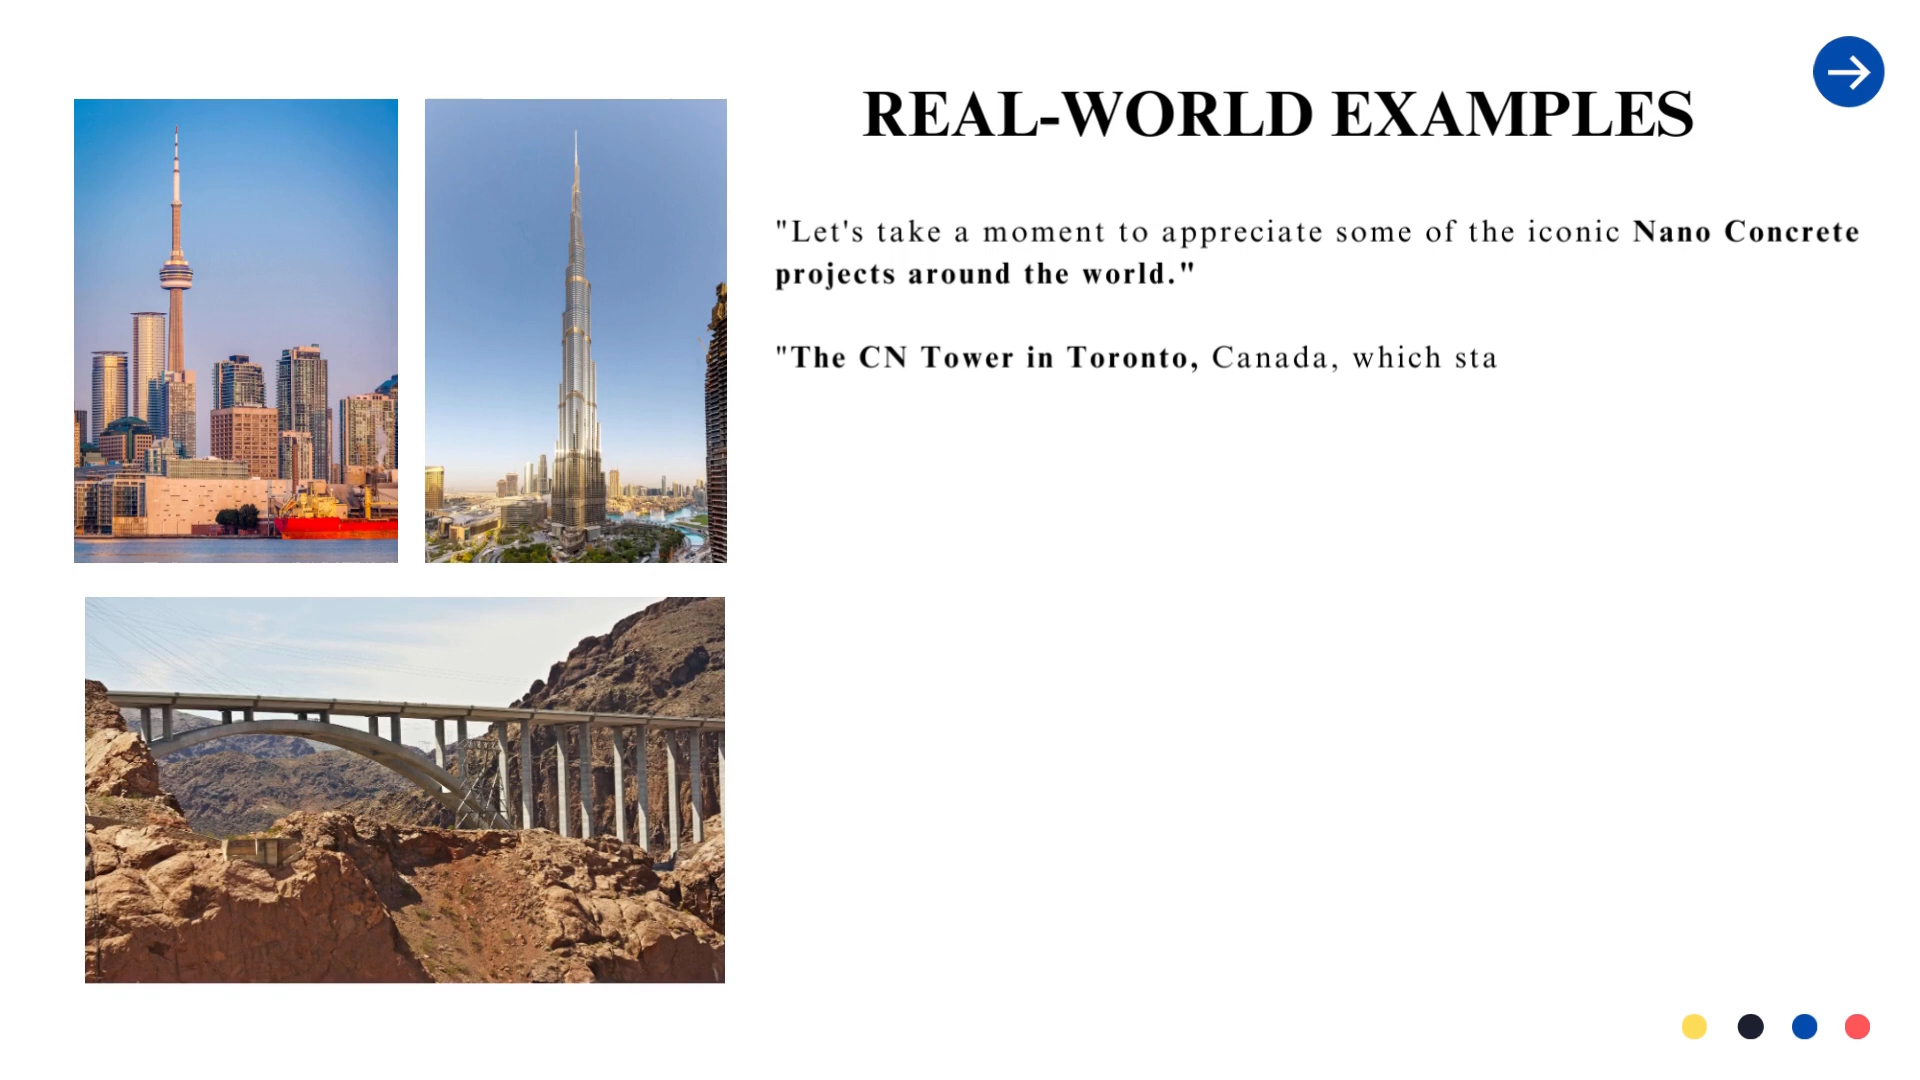 REAL-WORLD EXAMPLES
"Let's take a moment to appreciate some of the iconic Nano Concrete
projects around the world."
"The CN Tower in Toronto, Canada, which sta